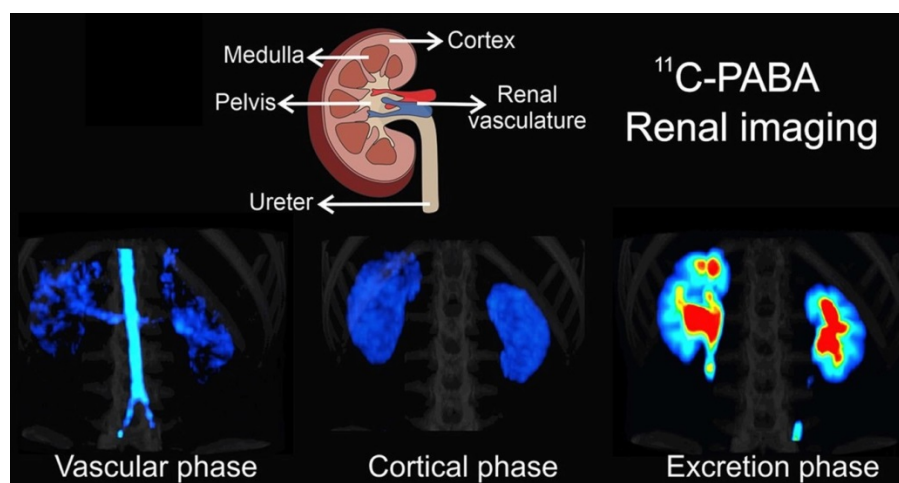 Medulla
Cortex
Pelvis
Renal
vasculature
Ureter
¹¹C-PABA
Renal imaging
Vascular phase
Cortical phase
Excretion phase